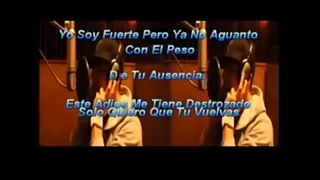 Yo Soy Fuerte Pero Ya No Aguanto
Con El Peso
De Tu Ausencia,
Este Adios Me Tiene Destrozado,
Solo Quiero Que Tu Vuelvas.